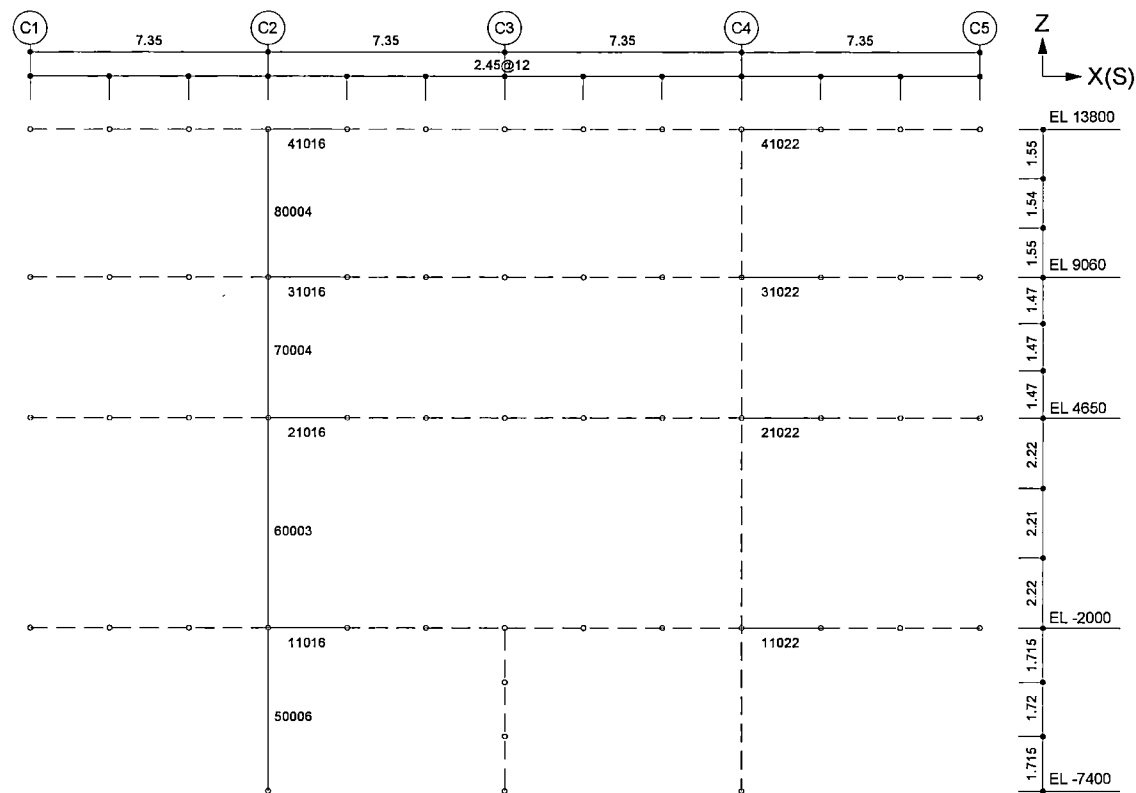 C1 C2 C3 C4 C5
Z
7.35 7.35 7.35 7.35
2.45@12
X(S)
EL 13800
41016 41022
1.55
80004
1.54
1.55
EL 9060
31016 31022
1.47
70004
1.47
1.47
EL 4650
21016 21022
2.22
60003
2.21
2.22
EL -2000
11016 11022
1.715
50006
1.72
1.715
EL -7400